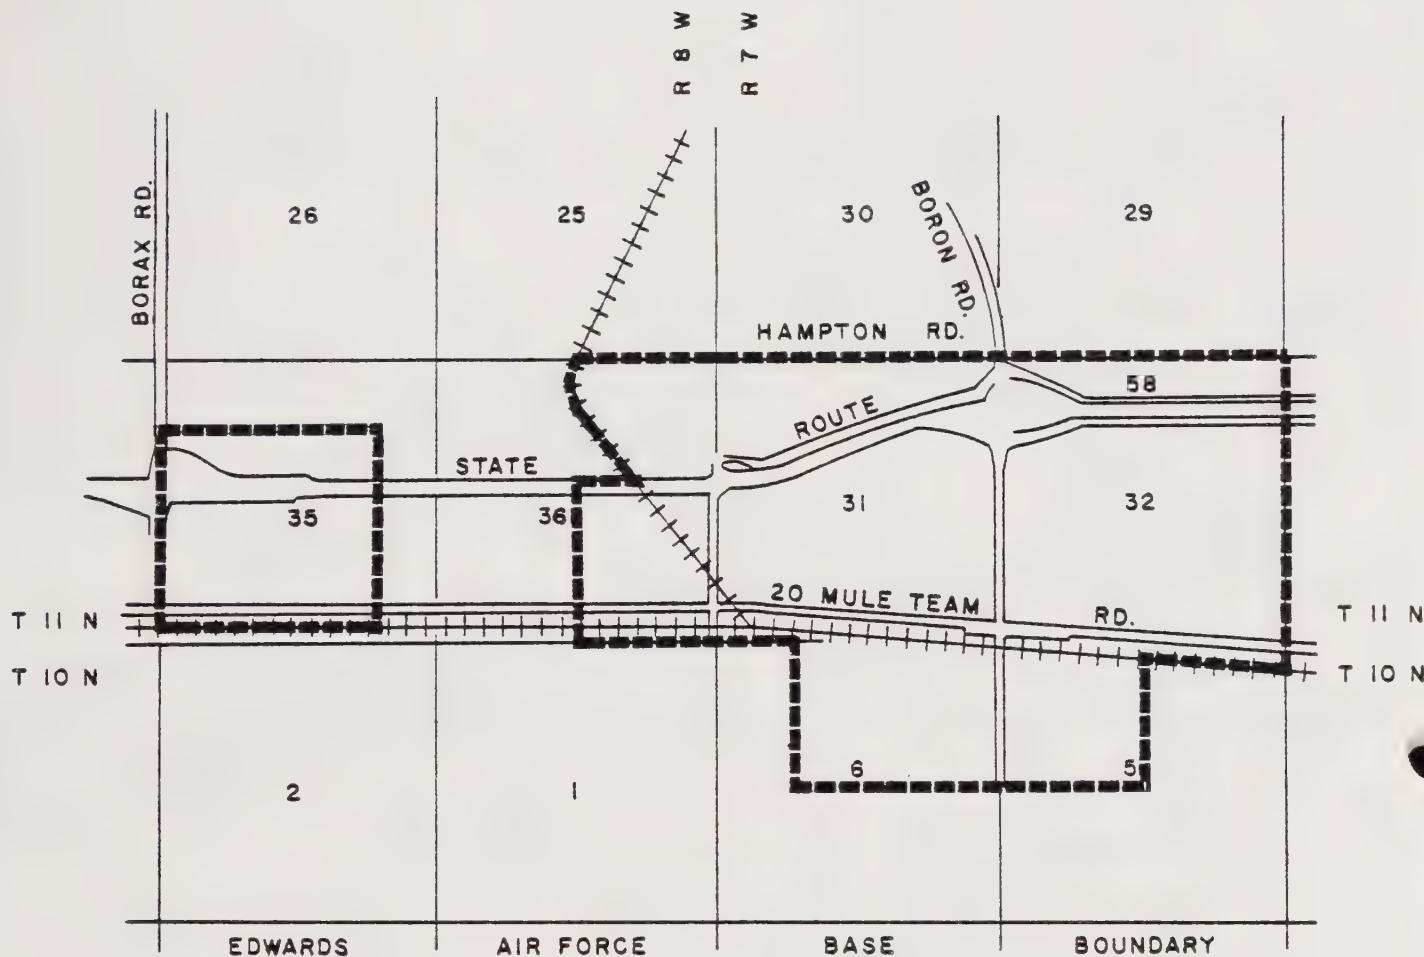 R 8 W
R 7 W
BORAX RD.
26
25
30
BORON RD.
29
HAMPTON RD.
58
STATE
ROUTE
35
36
31
32
T 11 N
20 MULE TEAM RD.
T 11 N
T 10 N
T 10 N
2
1
6
5
EDWARDS AIR FORCE BASE BOUNDARY